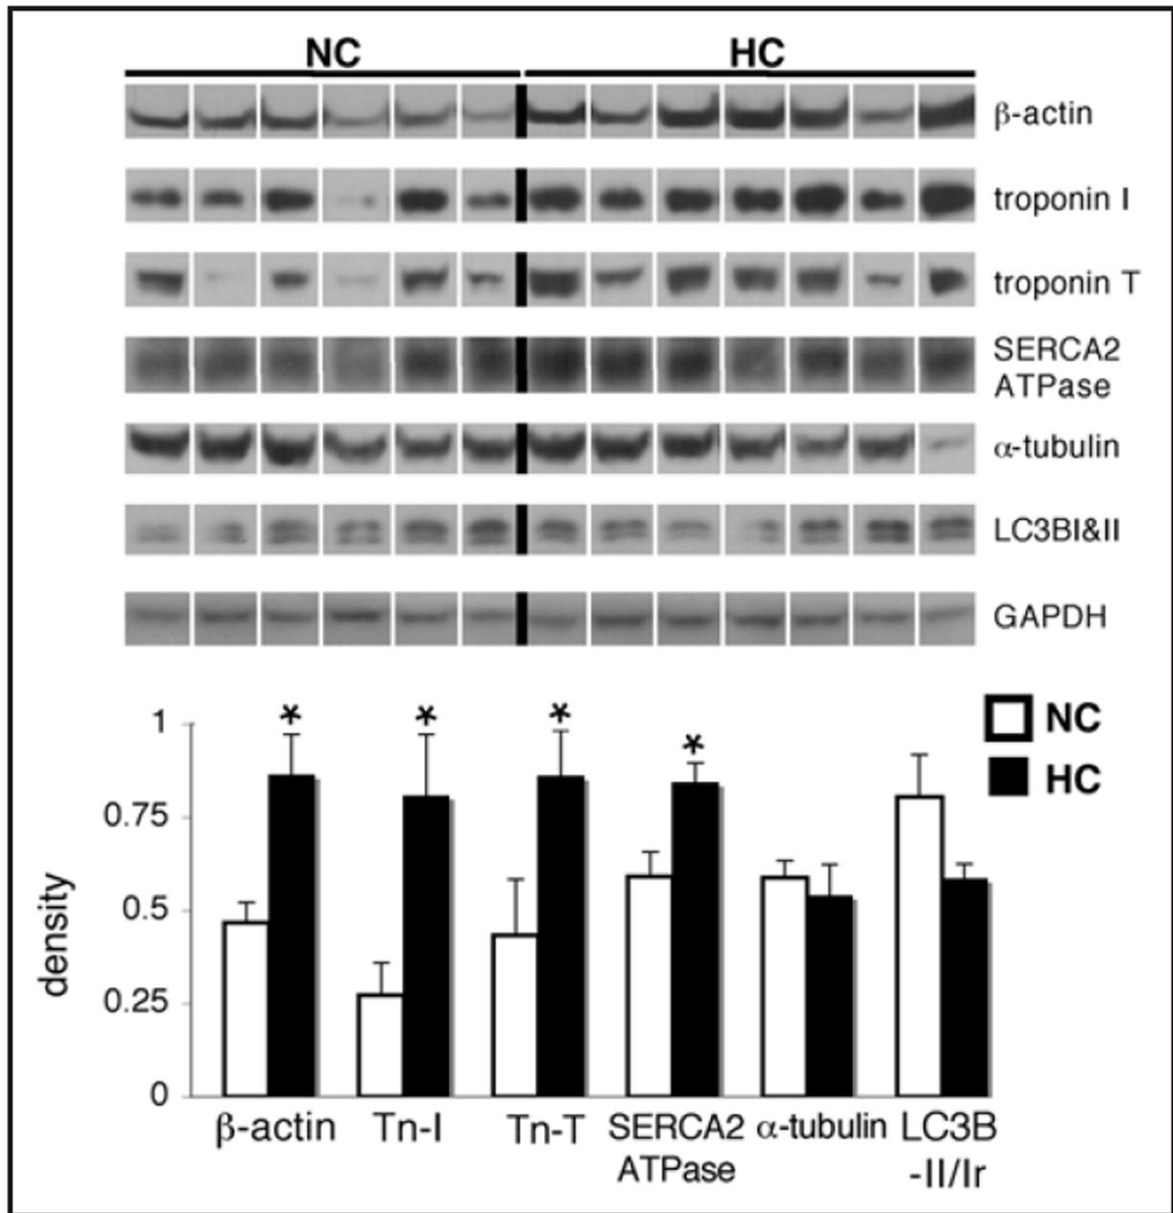 NC HC
β-actin
troponin I
troponin T
SERCA2
ATPase
α-tubulin
LC3BI&II
GAPDH
* * * *
NC
HC
1
0.75
0.5
0.25
0
density
β-actin Tn-I Tn-T SERCA2 α-tubulin LC3B
ATPase -II/Ir